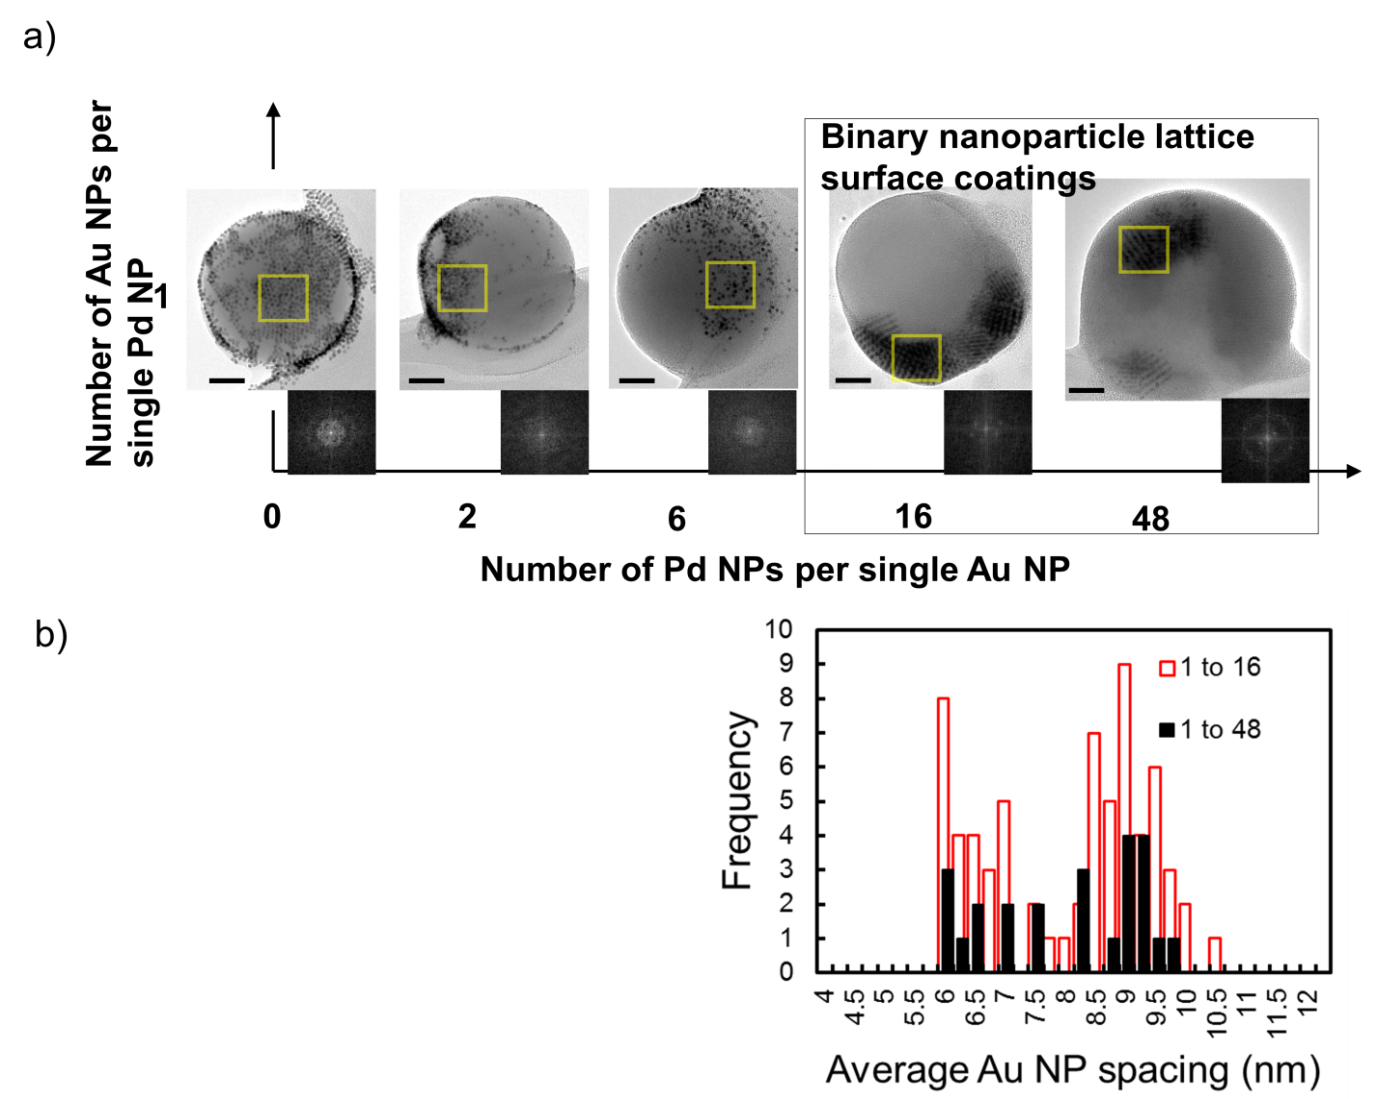 a)
Number of Au NPs per
single Pd NP
1
Binary nanoparticle lattice
surface coatings
0 2 6 16 48
Number of Pd NPs per single Au NP
b)
10
9
8
7
6
5
4
3
2
1
0
Frequency
1 to 16
1 to 48
4 4.5 5 5.5 6 6.5 7 7.5 8 8.5 9 9.5 10 10.5 11 11.5 12
Average Au NP spacing (nm)